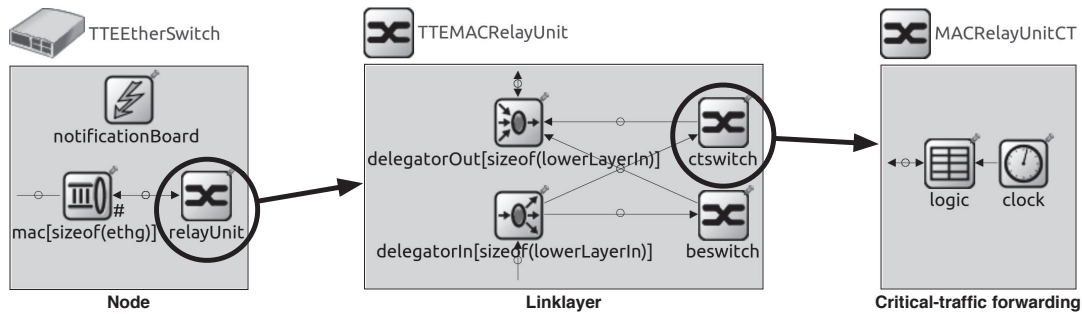 TTEEtherSwitch
notificationBoard
#
mac[sizeof(ethg)] relayUnit
Node
TTEMACRelayUnit
delegatorOut[sizeof(lowerLayerIn)] ctswitch
delegatorIn[sizeof(lowerLayerIn)] beswitch
Linklayer
MACRelayUnitCT
logic clock
Critical-traffic forwarding